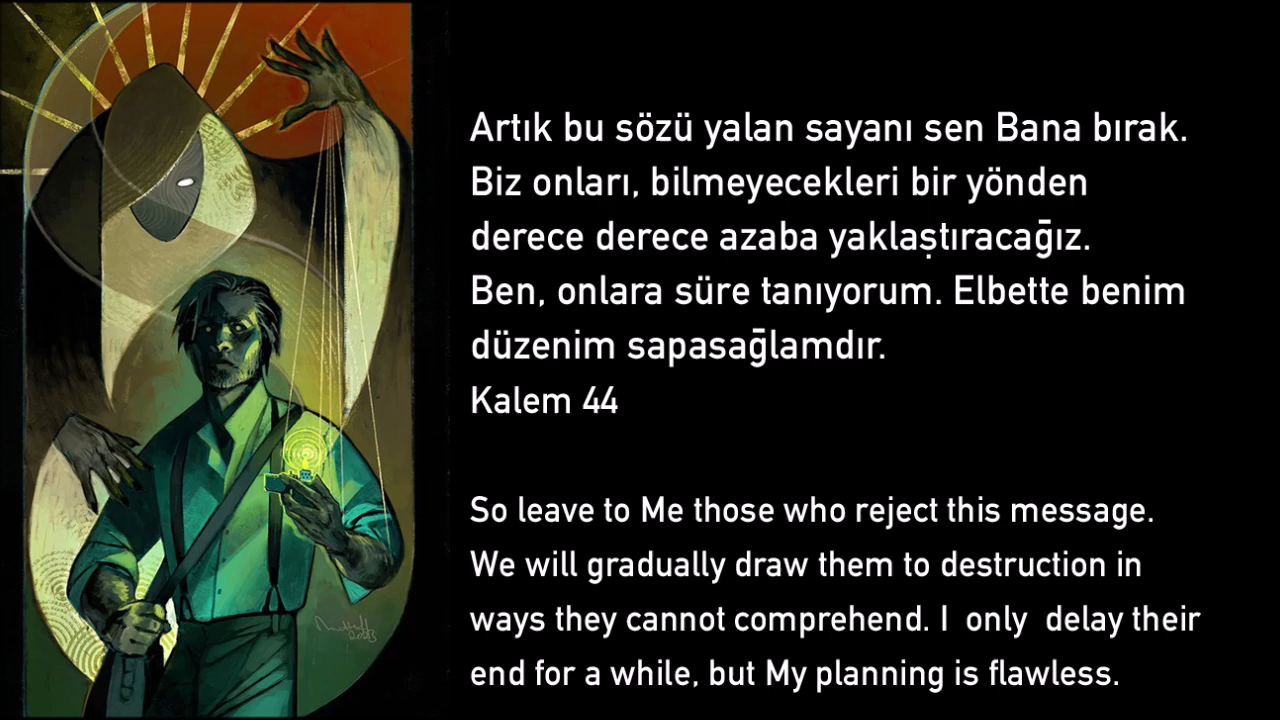 Artık bu sözü yalan sayanı sen Bana bırak.
Biz onları, bilmeyecekleri bir yönden
derece derece azaba yaklaştıracağız.
Ben, onlara süre tanıyorum. Elbette benim
düzenim sapasağlamdır.
Kalem 44
So leave to Me those who reject this message.
We will gradually draw them to destruction in
ways they cannot comprehend. I only delay their
end for a while, but My planning is flawless.